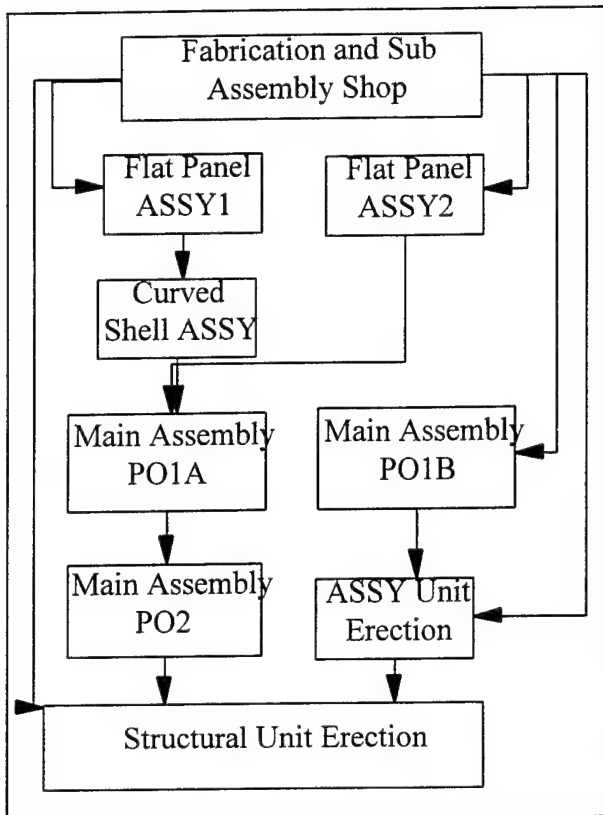 Fabrication and Sub
Assembly Shop
Flat Panel
ASSY1
Flat Panel
ASSY2
Curved
Shell ASSY
Main Assembly
PO1A
Main Assembly
PO1B
Main Assembly
PO2
ASSY Unit
Erection
Structural Unit Erection